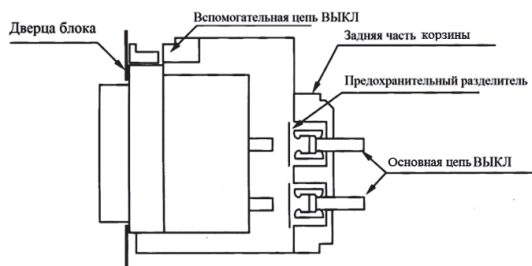 Вспомогательная цепь ВЫКЛ
Дверца блока
Задняя часть корзины
Предохранительный разделитель
Основная цепь ВЫКЛ